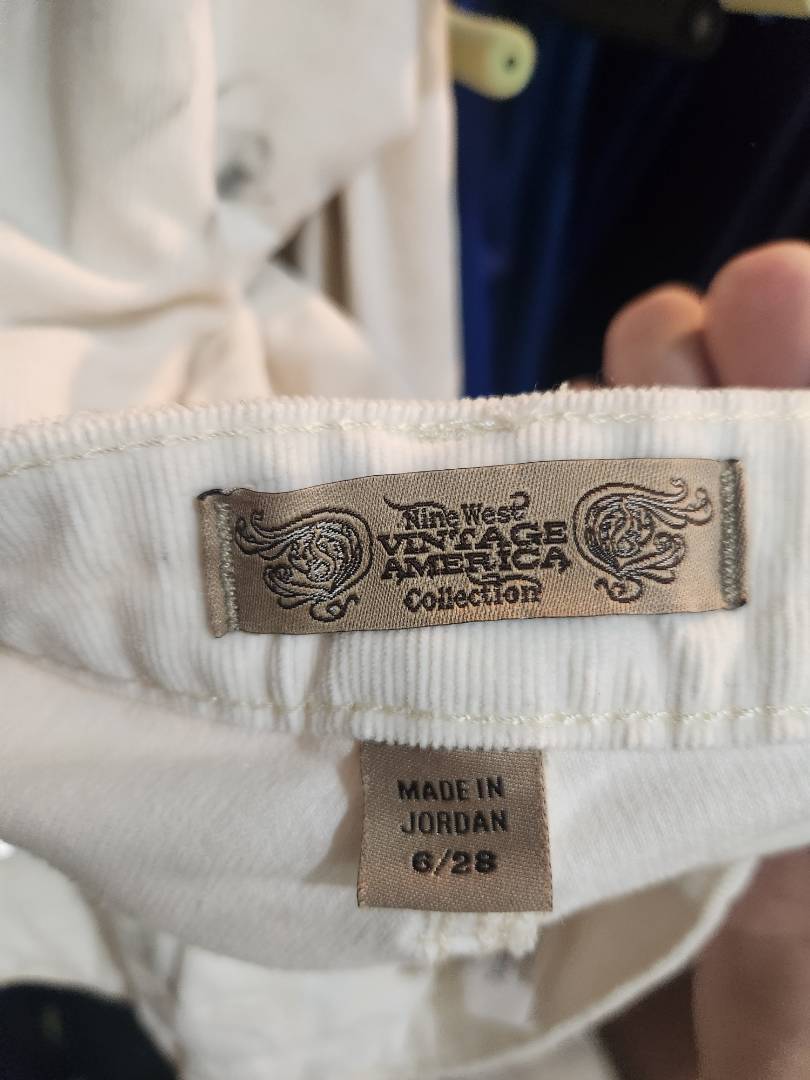 Nine West
VINTAGE
AMERICA
Collection
MADE IN
JORDAN
6/28